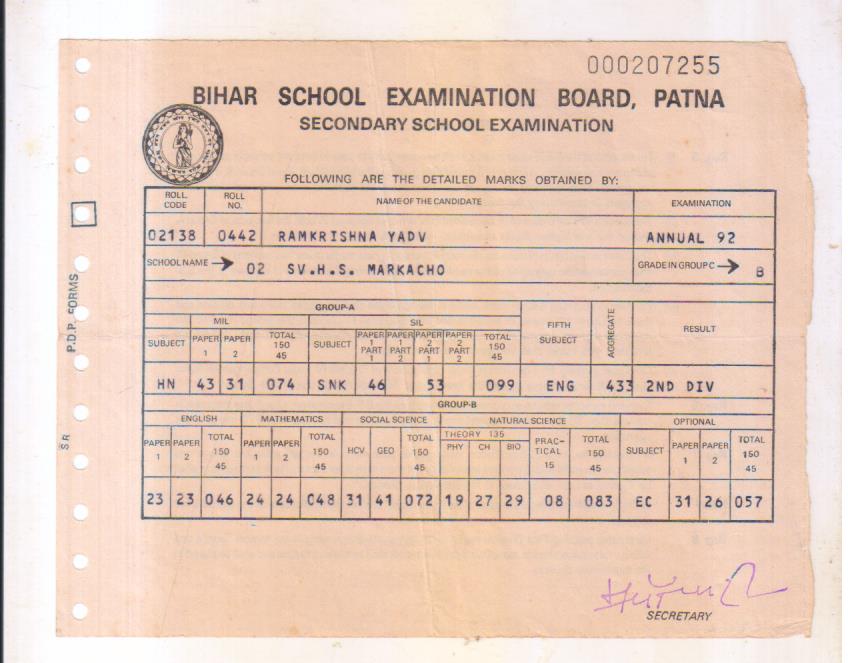 000207255
BIHAR SCHOOL EXAMINATION BOARD, PATNA
SECONDARY SCHOOL EXAMINATION
FOLLOWING ARE THE DETAILED MARKS OBTAINED BY:
ROLL CODE ROLL NO. NAME OF THE CANDIDATE EXAMINATION
02138 0442 RAMKRISHNA YADV ANNUAL 92
SCHOOL NAME → 02 SV.H.S. MARKACHO GRADE IN GROUP C → B
GROUP-A
MIL SIL FIFTH SUBJECT AGGREGATE RESULT
SUBJECT PAPER 1 PAPER 2 TOTAL 150 45 SUBJECT PAPER 1 PART 1 PAPER 1 PART 2 PAPER 2 PART 1 PAPER 2 PART 2 TOTAL 150 45
HN 43 31 074 SNK 46 53 099 ENG 433 2ND DIV
GROUP-B
ENGLISH MATHEMATICS SOCIAL SCIENCE NATURAL SCIENCE OPTIONAL
PAPER 1 PAPER 2 TOTAL 150 45 PAPER 1 PAPER 2 TOTAL 150 45 HCV GEO TOTAL 150 45 THEORY 135 PHY CH BIO PRAC-TICAL 15 TOTAL 150 45 SUBJECT PAPER 1 PAPER 2 TOTAL 150 45
23 23 046 24 24 048 31 41 072 19 27 29 08 083 EC 31 26 057
SECRETARY
P.D.P. FORMS
S R